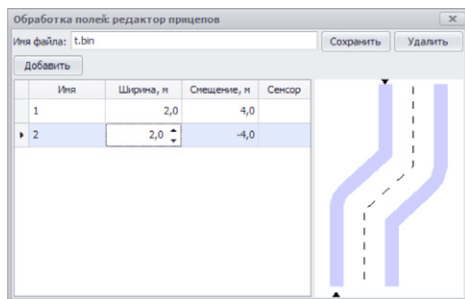 Обработка полей: редактор прицепов
Имя файла: t.bin Сохранить Удалить
Добавить
Имя Ширина, м Смещение, м Сенсор
1 2,0 4,0
2 2,0 -4,0